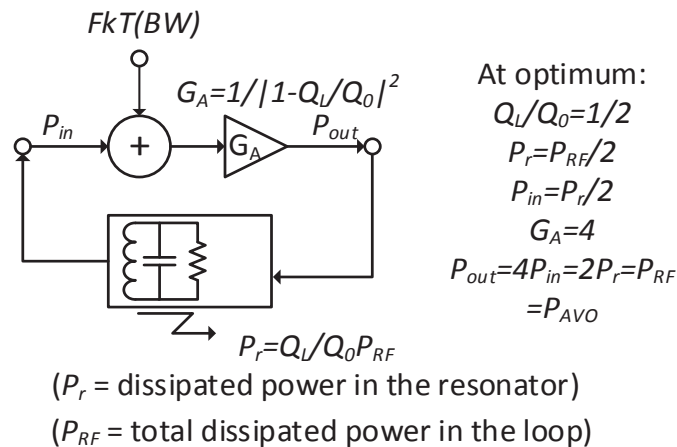 FkT(BW)
G_A=1/|1-Q_L/Q_0|^2
P_in
+
G_A
P_out
P_r=Q_L/Q_0P_RF
At optimum:
Q_L/Q_0=1/2
P_r=P_RF/2
P_in=P_r/2
G_A=4
P_out=4P_in=2P_r=P_RF
=P_AVO
(P_r = dissipated power in the resonator)
(P_RF = total dissipated power in the loop)